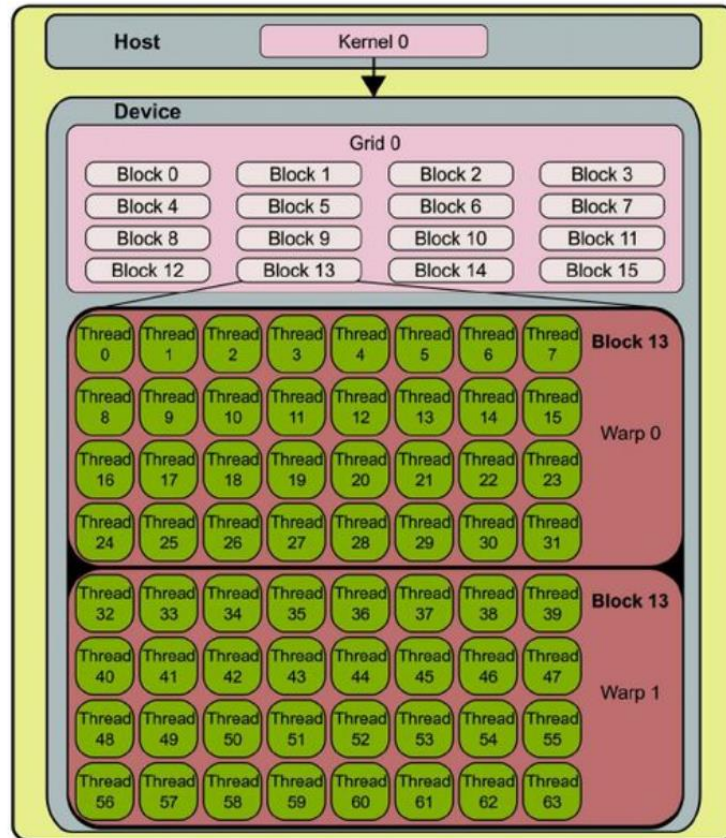 Host
Kernel 0
Device
Grid 0
Block 0 Block 1 Block 2 Block 3
Block 4 Block 5 Block 6 Block 7
Block 8 Block 9 Block 10 Block 11
Block 12 Block 13 Block 14 Block 15
Thread Thread Thread Thread Thread Thread Thread Thread
0 1 2 3 4 5 6 7
Block 13
Thread Thread Thread Thread Thread Thread Thread Thread
8 9 10 11 12 13 14 15
Warp 0
Thread Thread Thread Thread Thread Thread Thread Thread
16 17 18 19 20 21 22 23
Thread Thread Thread Thread Thread Thread Thread Thread
24 25 26 27 28 29 30 31
Thread Thread Thread Thread Thread Thread Thread Thread
32 33 34 35 36 37 38 39
Block 13
Thread Thread Thread Thread Thread Thread Thread Thread
40 41 42 43 44 45 46 47
Warp 1
Thread Thread Thread Thread Thread Thread Thread Thread
48 49 50 51 52 53 54 55
Thread Thread Thread Thread Thread Thread Thread Thread
56 57 58 59 60 61 62 63